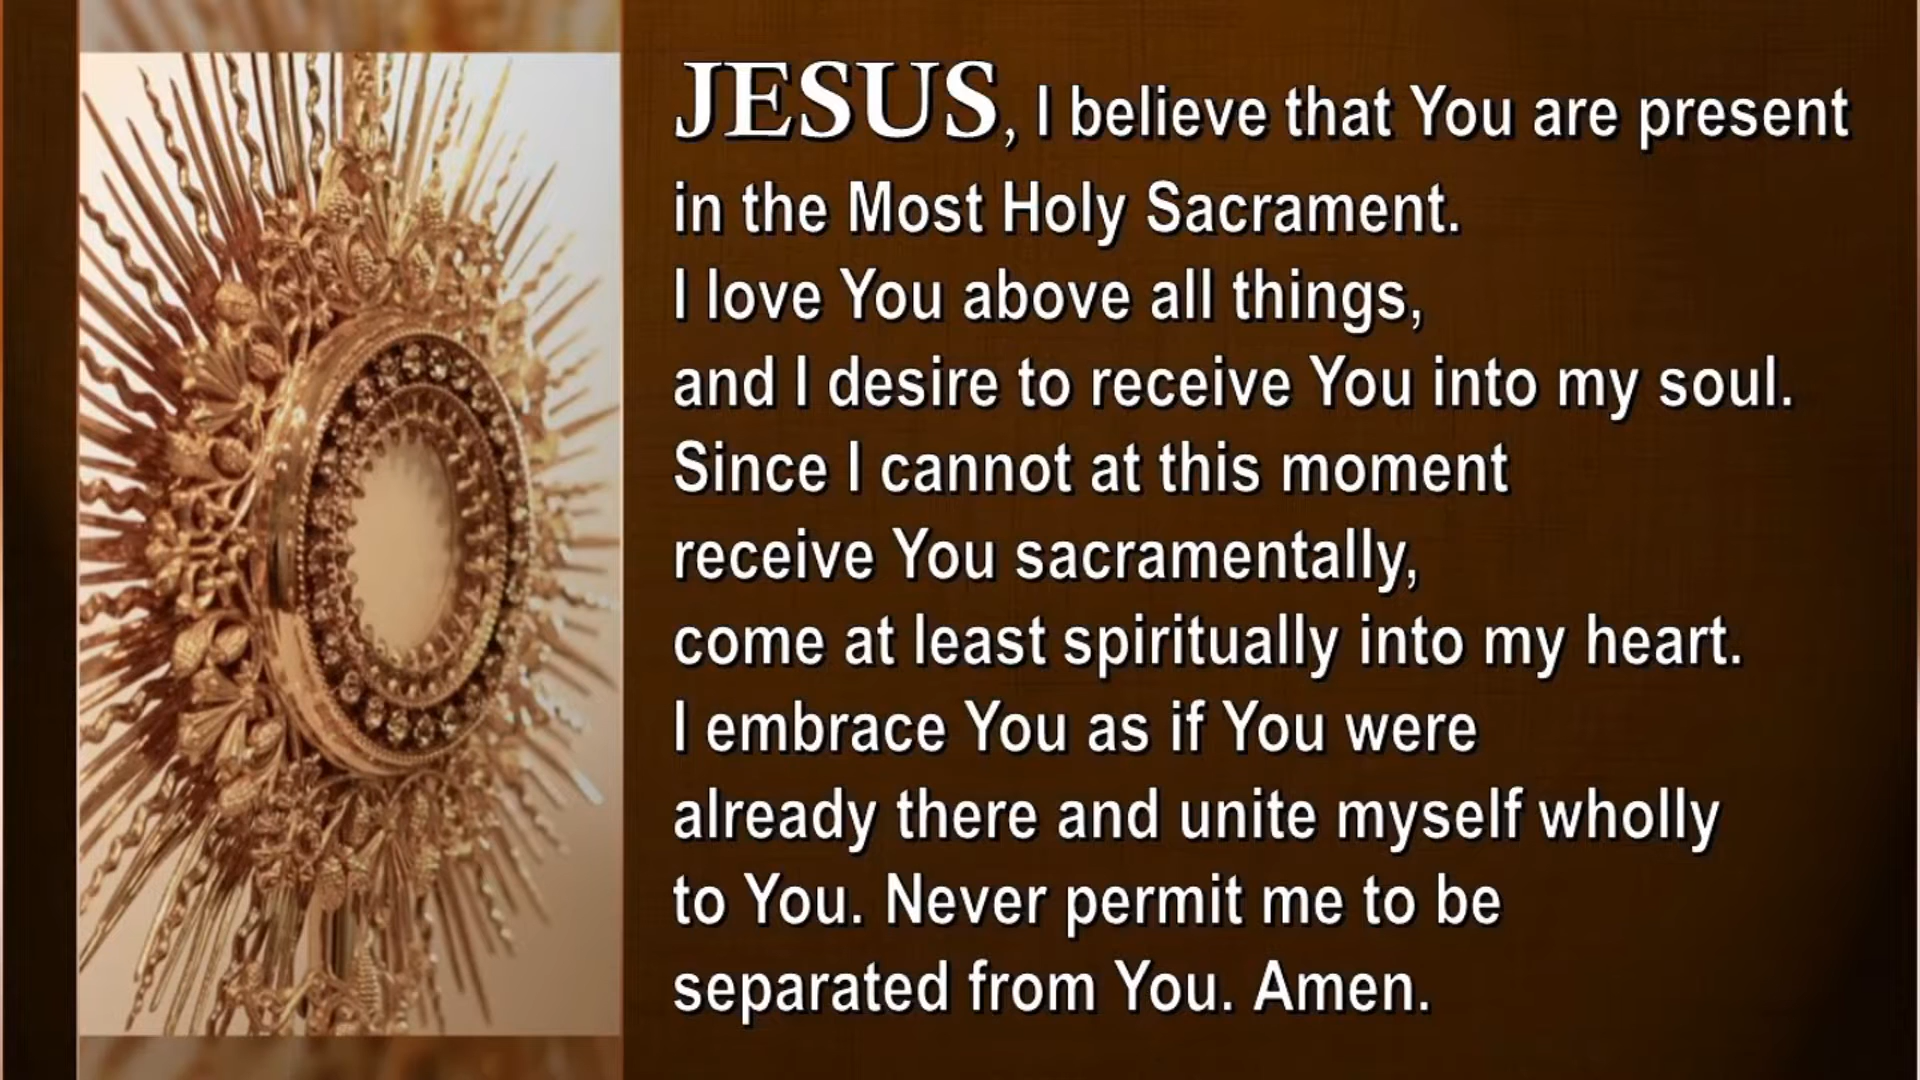 JESUS, I believe that You are present
in the Most Holy Sacrament.
I love You above all things,
and I desire to receive You into my soul.
Since I cannot at this moment
receive You sacramentally,
come at least spiritually into my heart.
I embrace You as if You were
already there and unite myself wholly
to You. Never permit me to be
separated from You. Amen.